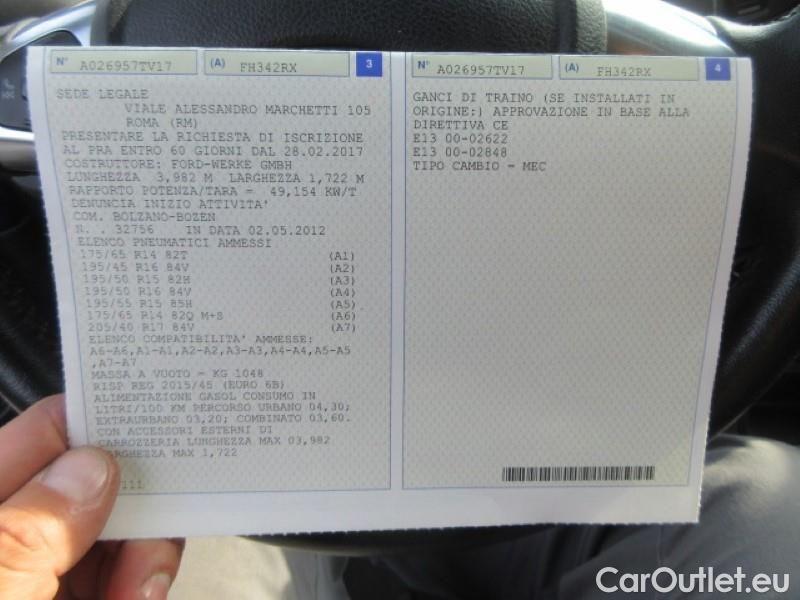 N° A026957TV17 (A) FH342RX 3
SEDE LEGALE
VIALE ALESSANDRO MARCHETTI 105
ROMA (RM)
PRESENTARE LA RICHIESTA DI ISCRIZIONE
AL PRA ENTRO 60 GIORNI DAL 28.02.2017
COSTRUTTORE: FORD-WERKE GMBH
LUNGHEZZA 3,982 M LARGHEZZA 1,722 M
RAPPORTO POTENZA/TARA = 49,154 KW/T
DENUNCIA INIZIO ATTIVITA'
COM. BOLZANO-BOZEN
N. . 32756 IN DATA 02.05.2012
ELENCO PNEUMATICI AMMESSI
175/65 R14 82T (A1)
195/45 R16 84V (A2)
195/50 R15 82H (A3)
195/50 R16 84V (A4)
195/55 R15 85H (A5)
175/65 R14 82Q M+S (A6)
205/40 R17 84V (A7)
ELENCO COMPATIBILITA' AMMESSE:
A6-A6,A1-A1,A2-A2,A3-A3,A4-A4,A5-A5
,A7-A7
MASSA A VUOTO = KG 1048
RISP REG 2015/45 (EURO 6B)
ALIMENTAZIONE GASOL CONSUMO IN
LITRI/100 KM PERCORSO URBANO 04,30;
EXTRAURBANO 03,20; COMBINATO 03,60.
CON ACCESSORI ESTERNI DI
CARROZZERIA LUNGHEZZA MAX 03,982
MAX 1,722
N° A026957TV17 (A) FH342RX 4
GANCI DI TRAINO (SE INSTALLATI IN
ORIGINE:) APPROVAZIONE IN BASE ALLA
DIRETTIVA CE
E13 00-02622
E13 00-02848
TIPO CAMBIO = MEC
CarOutlet.eu